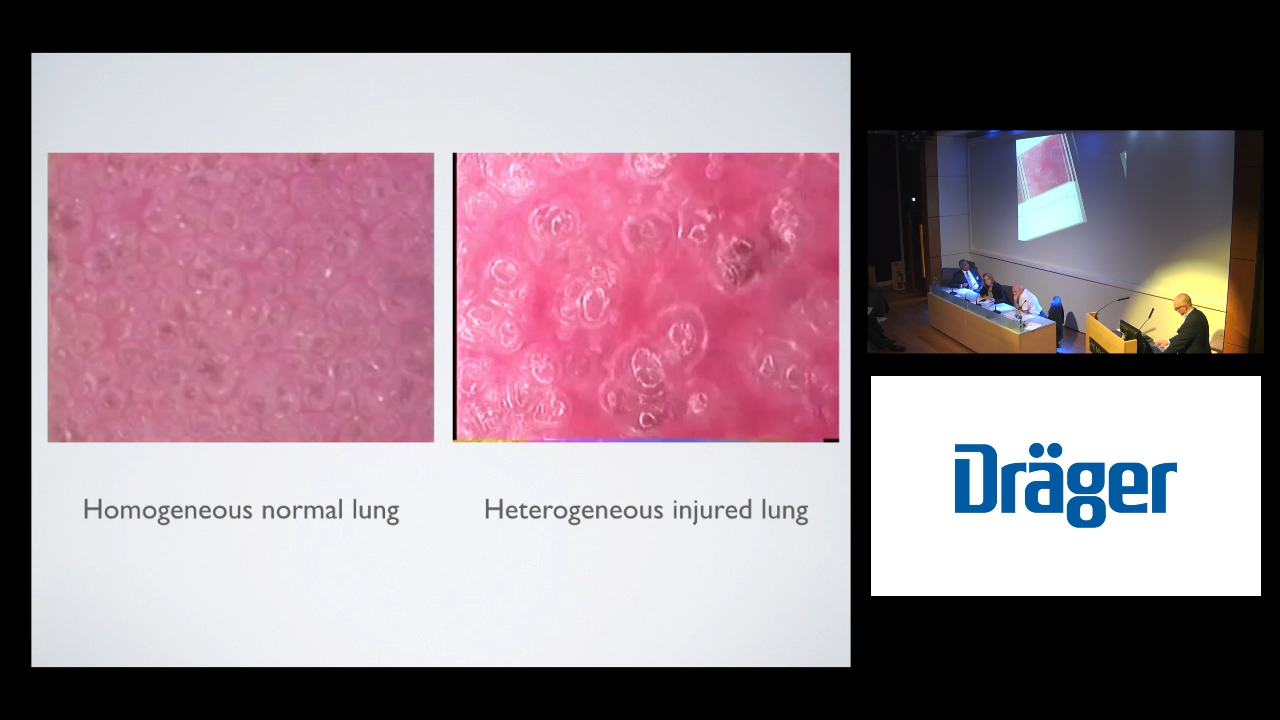 Homogeneous normal lung
Heterogeneous injured lung
Dräger